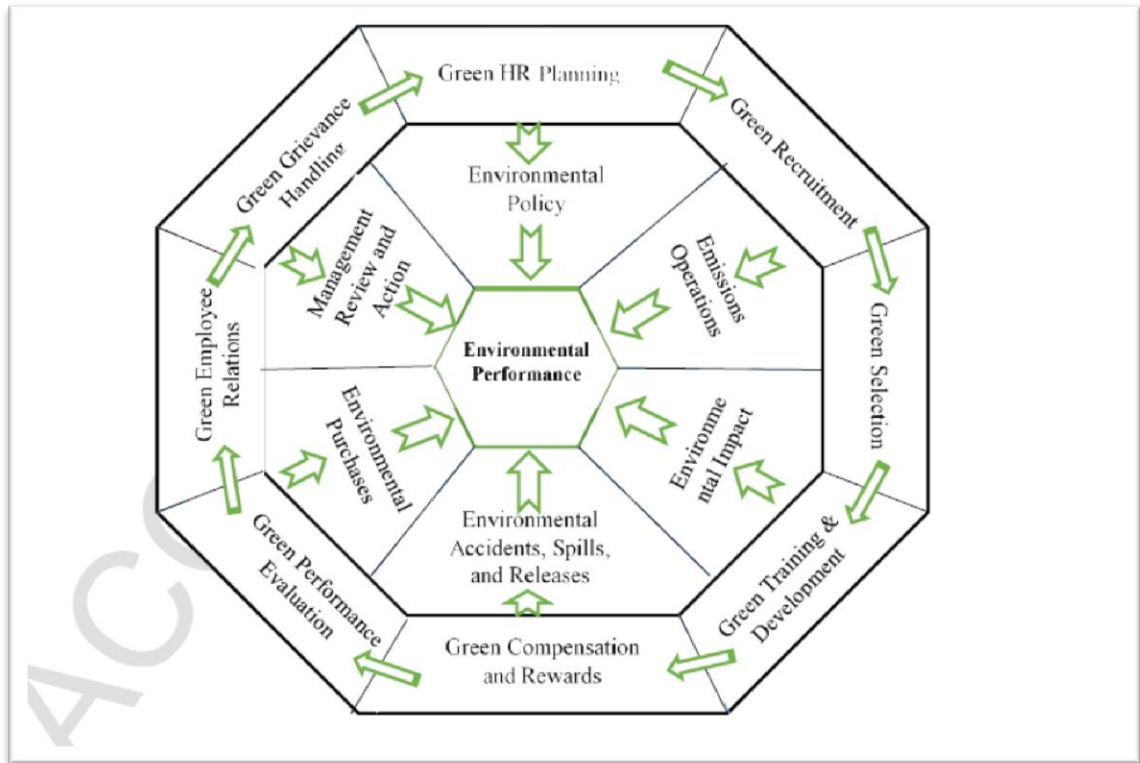 Green HR Planning
Green Recruitment
Green Selection
Green Training &
Development
Green Compensation
and Rewards
Green Performance
Evaluation
Green Employee
Relations
Green Grievance
Handling
Environmental
Policy
Emissions
Operations
Environme
ntal Impact
Environmental
Accidents, Spills,
and Releases
Environmental
Purchases
Management
Review and
Action
Environmental
Performance